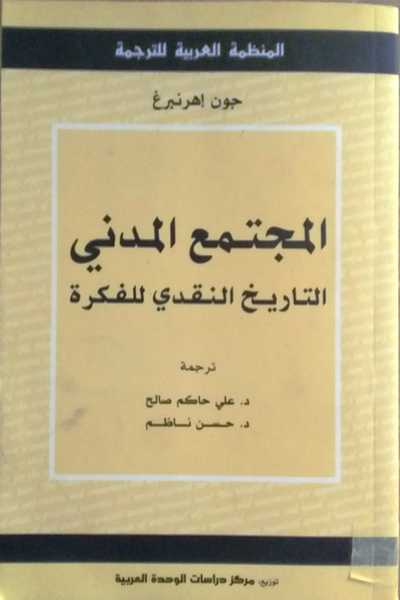 المنظمة العربية للترجمة
جون إهرنبرغ
المجتمع المدني
التاريخ النقدي للفكرة
ترجمة
د. علي حاكم صالح
د. حسن ناظم
توزيع: مركز دراسات الوحدة العربية